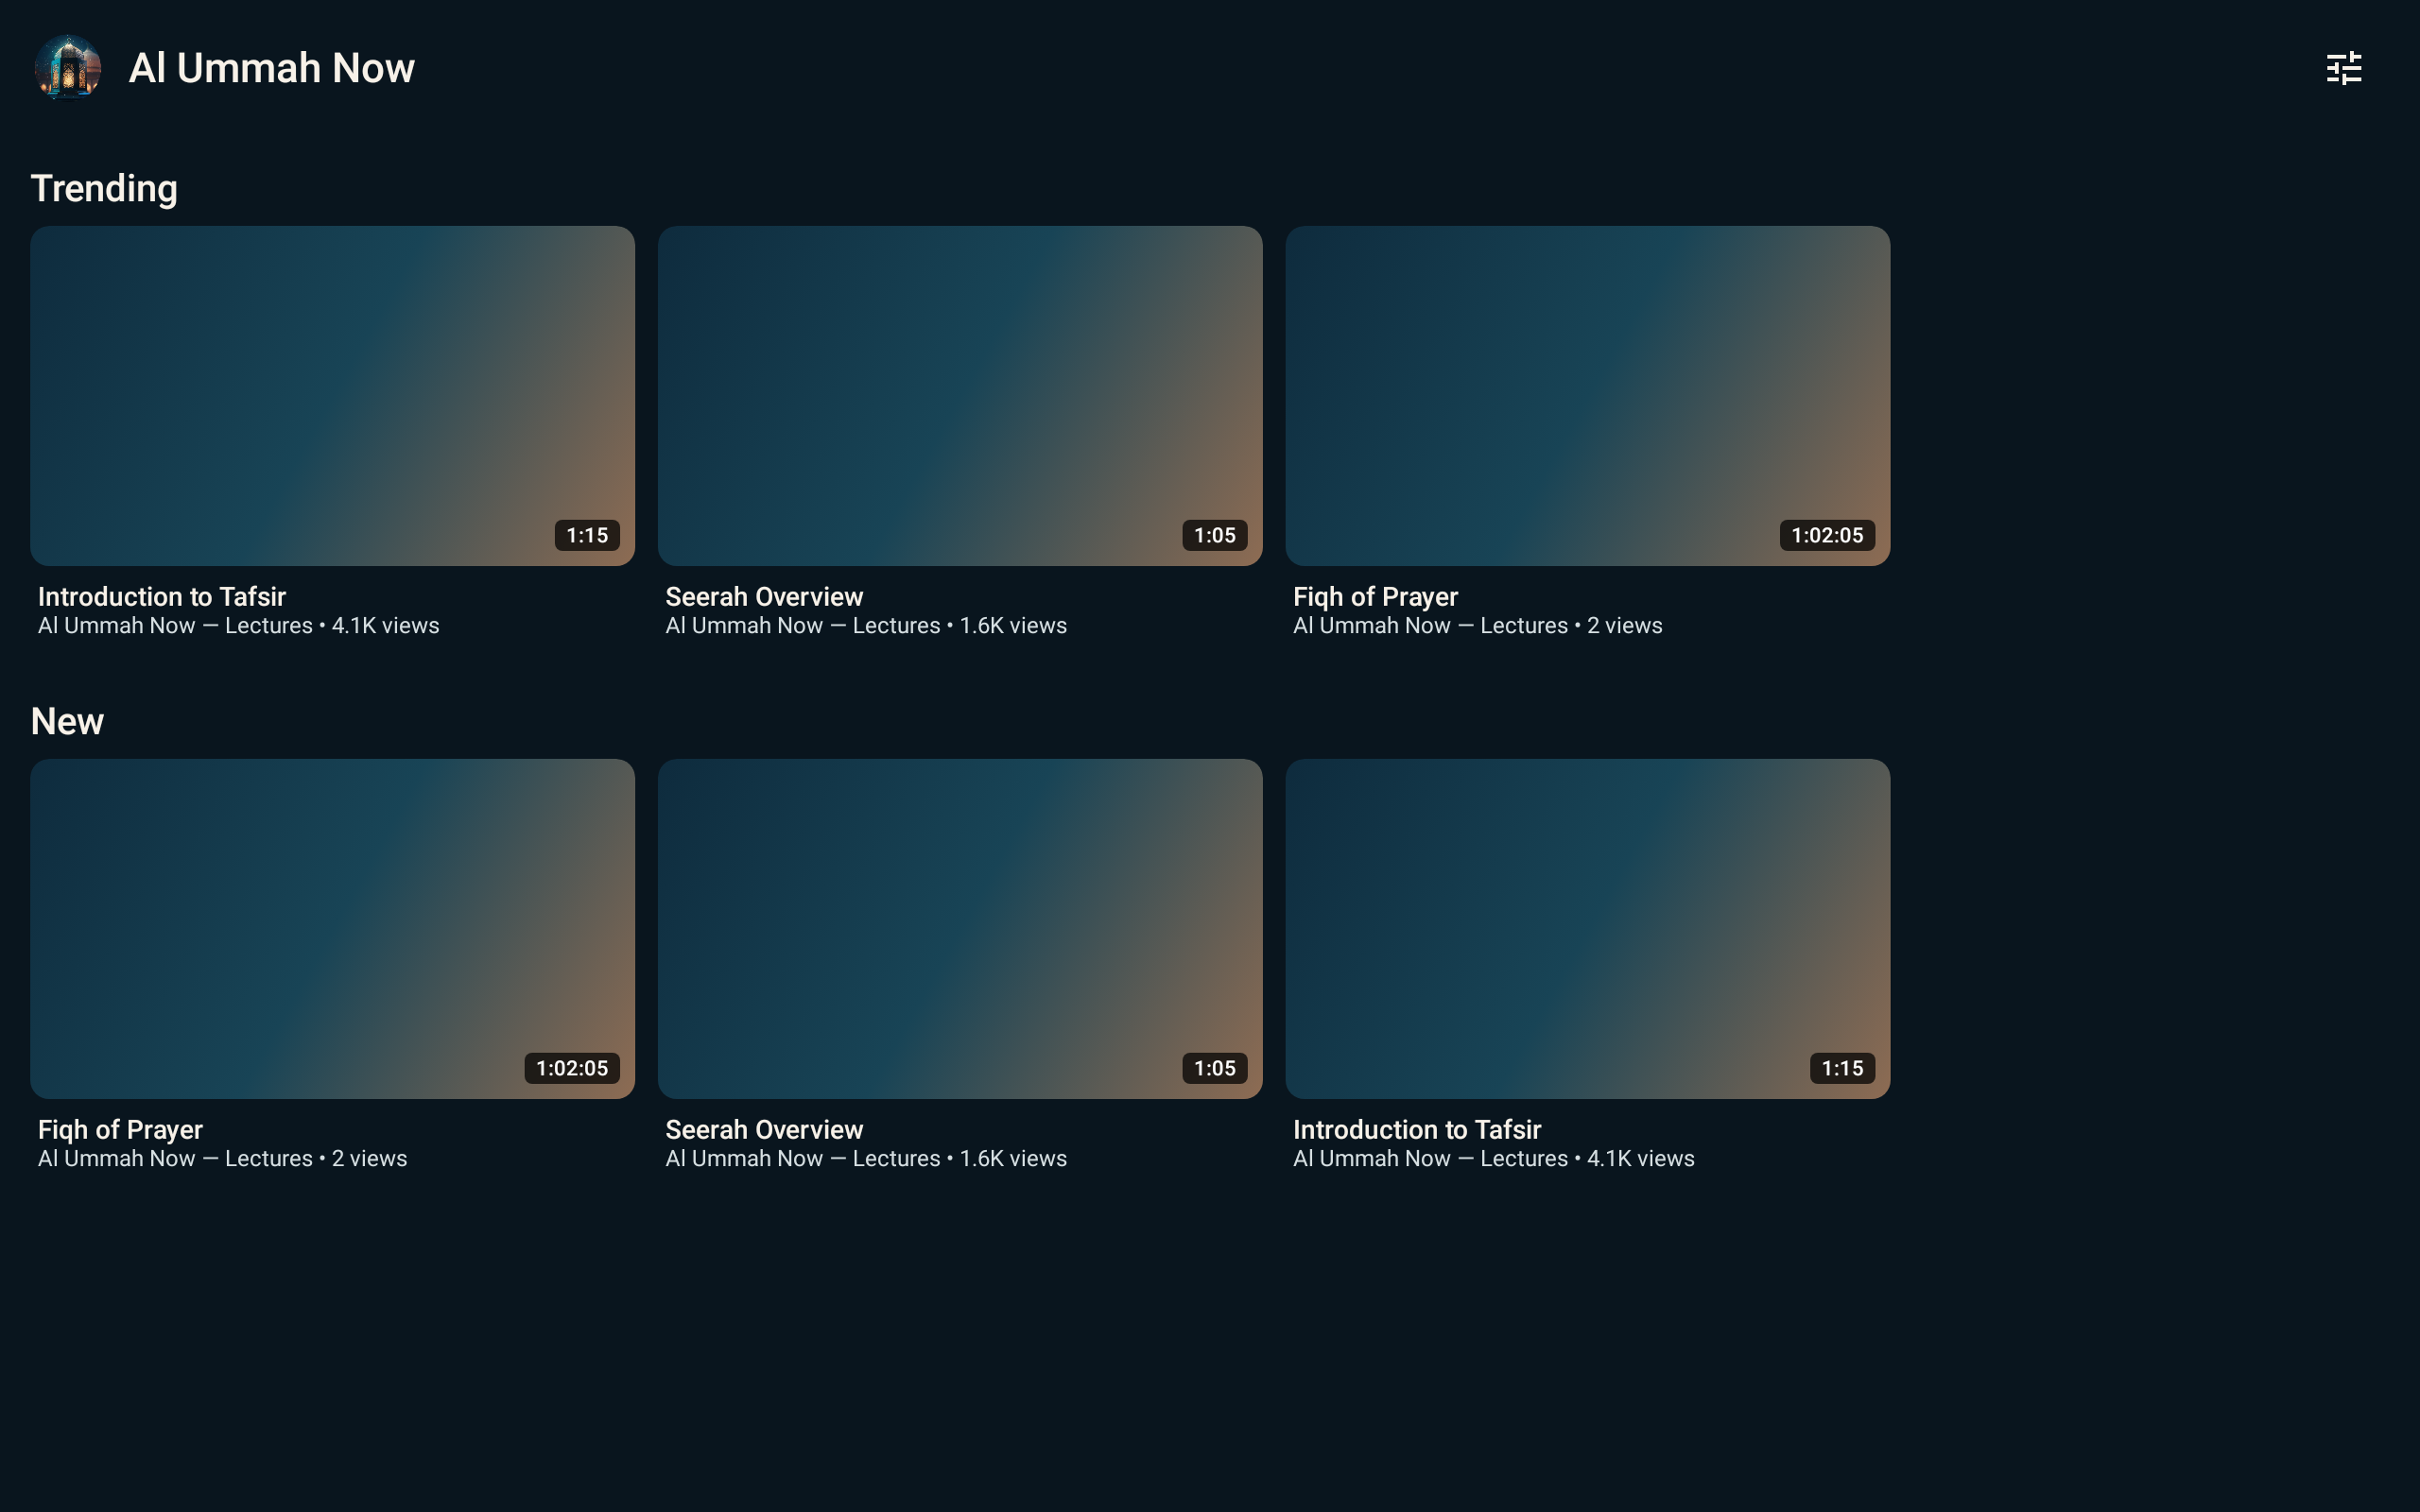 Al Ummah Now
Trending
1:15
1:05
1:02:05
Introduction to Tafsir
Al Ummah Now — Lectures • 4.1K views
Seerah Overview
Al Ummah Now — Lectures • 1.6K views
Fiqh of Prayer
Al Ummah Now — Lectures • 2 views
New
1:02:05
1:05
1:15
Fiqh of Prayer
Al Ummah Now — Lectures • 2 views
Seerah Overview
Al Ummah Now — Lectures • 1.6K views
Introduction to Tafsir
Al Ummah Now — Lectures • 4.1K views